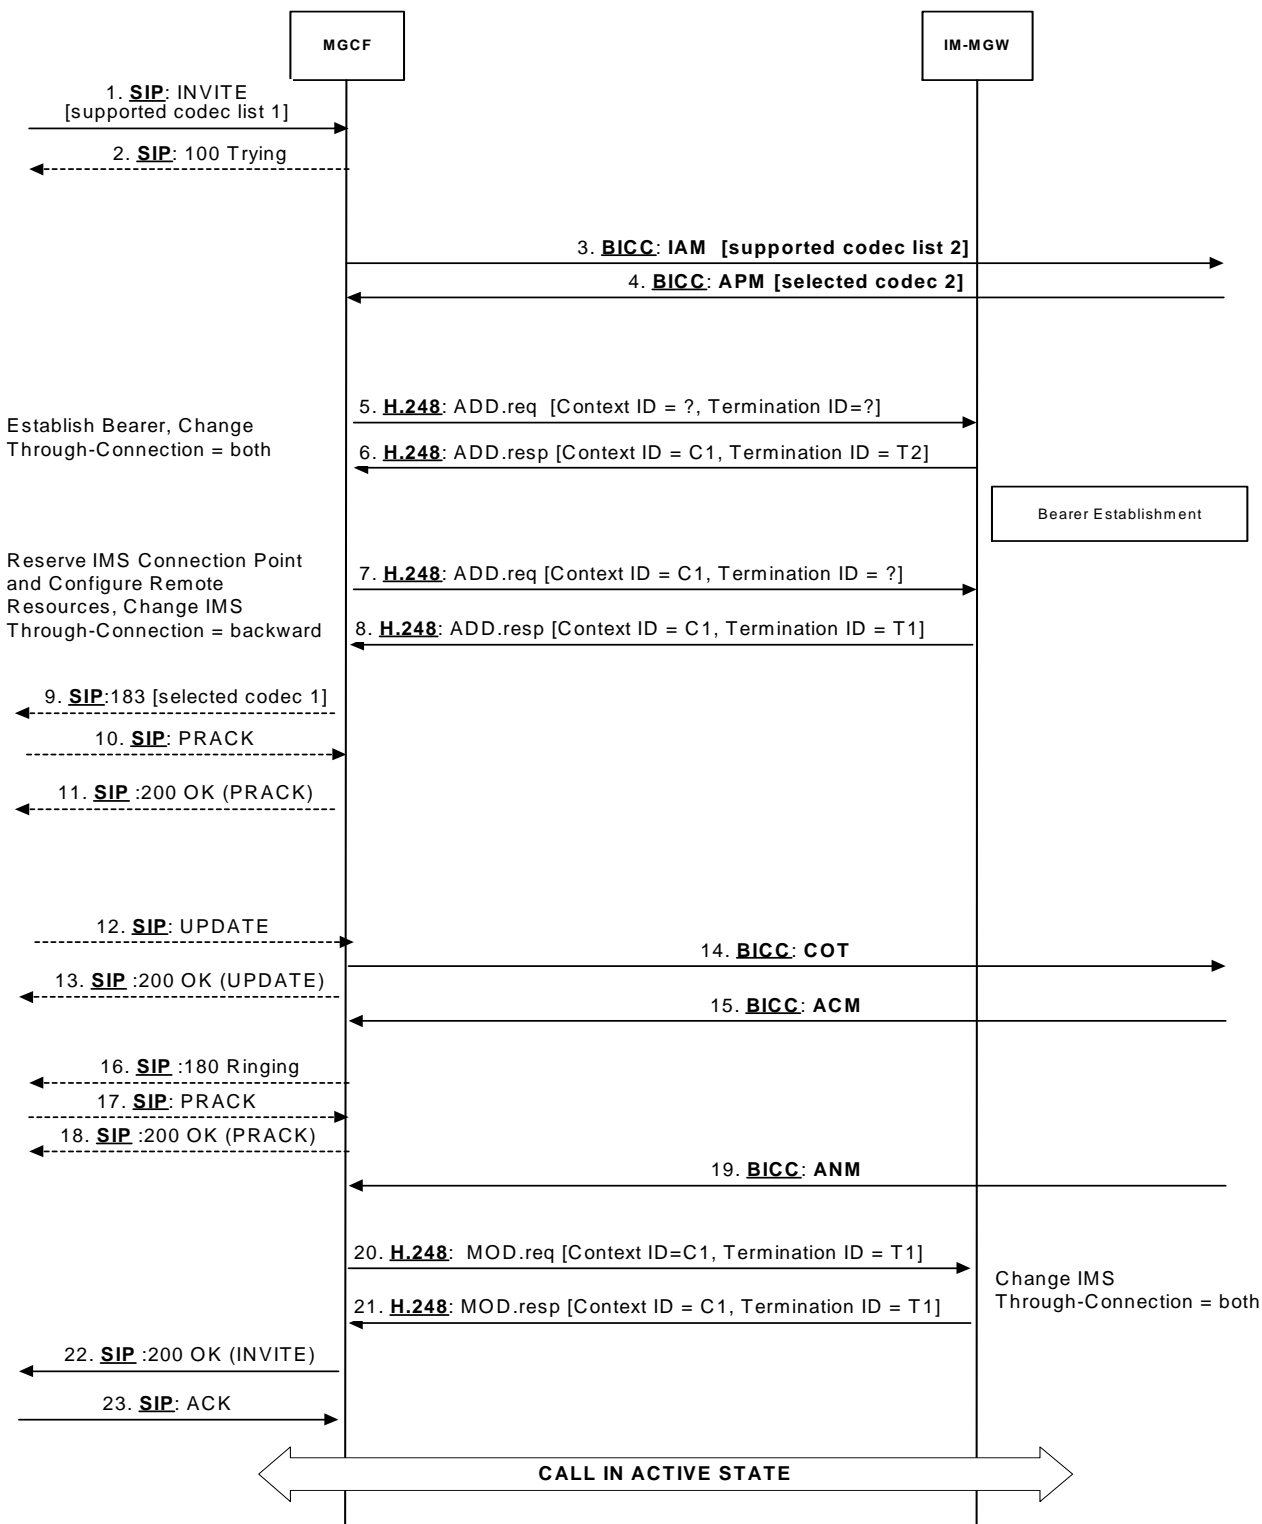 MGCF
IM-MGW
1. SIP: INVITE
[supported codec list 1]
2. SIP: 100 Trying
3. BICC: IAM [supported codec list 2]
4. BICC: APM [selected codec 2]
5. H.248: ADD.req [Context ID = ?, Termination ID=?]
Establish Bearer, Change
Through-Connection = both
6. H.248: ADD.resp [Context ID = C1, Termination ID = T2]
Bearer Establishment
Reserve IMS Connection Point
and Configure Remote
Resources, Change IMS
Through-Connection = backward
7. H.248: ADD.req [Context ID = C1, Termination ID = ?]
8. H.248: ADD.resp [Context ID = C1, Termination ID = T1]
9. SIP:183 [selected codec 1]
10. SIP: PRACK
11. SIP :200 OK (PRACK)
12. SIP: UPDATE
14. BICC: COT
13. SIP :200 OK (UPDATE)
15. BICC: ACM
16. SIP :180 Ringing
17. SIP: PRACK
18. SIP :200 OK (PRACK)
19. BICC: ANM
20. H.248: MOD.req [Context ID=C1, Termination ID = T1]
Change IMS
Through-Connection = both
21. H.248: MOD.resp [Context ID = C1, Termination ID = T1]
22. SIP :200 OK (INVITE)
23. SIP: ACK
CALL IN ACTIVE STATE